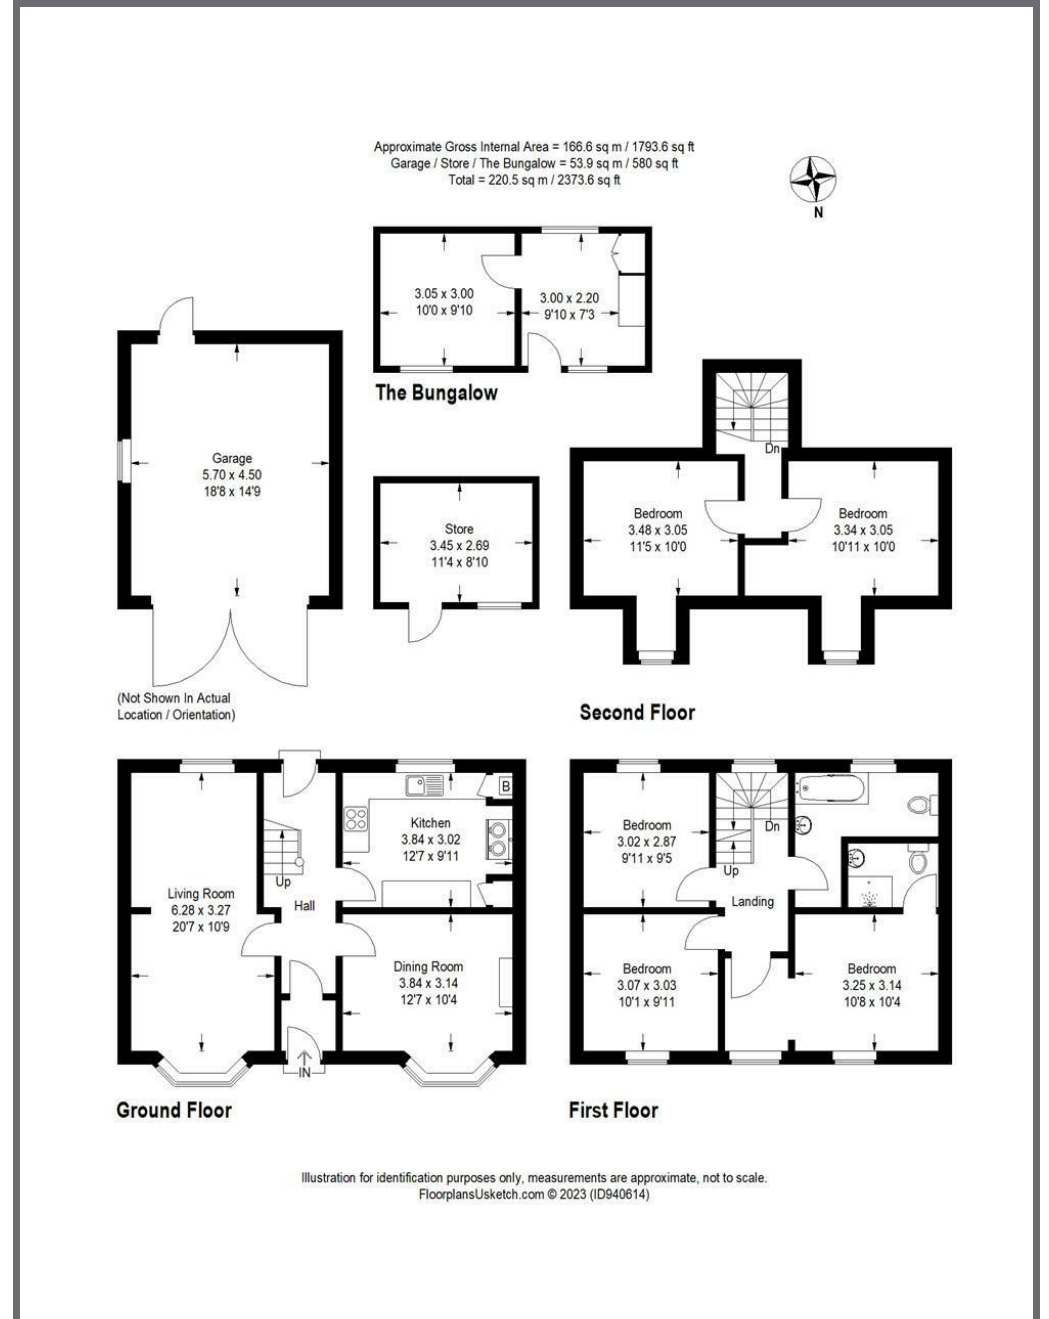 Approximate Gross Internal Area = 166.6 sq m / 1793.6 sq ft
Garage / Store / The Bungalow = 53.9 sq m / 580 sq ft
Total = 220.5 sq m / 2373.6 sq ft
N
3.05 x 3.00
10'0 x 9'10
3.00 x 2.20
9'10 x 7'3
The Bungalow
Garage
5.70 x 4.50
18'8 x 14'9
Store
3.45 x 2.69
11'4 x 8'10
(Not Shown In Actual
Location / Orientation)
Dn
Bedroom
3.48 x 3.05
11'5 x 10'0
Bedroom
3.34 x 3.05
10'11 x 10'0
Second Floor
B
Kitchen
3.84 x 3.02
12'7 x 9'11
Up
Living Room
6.28 x 3.27
20'7 x 10'9
Hall
Dining Room
3.84 x 3.14
12'7 x 10'4
IN
Ground Floor
Bedroom
3.02 x 2.87
9'11 x 9'5
Dn
Up
Landing
Bedroom
3.07 x 3.03
10'1 x 9'11
Bedroom
3.25 x 3.14
10'8 x 10'4
First Floor
Illustration for identification purposes only, measurements are approximate, not to scale.
FloorplansUsketch.com © 2023 (ID940614)